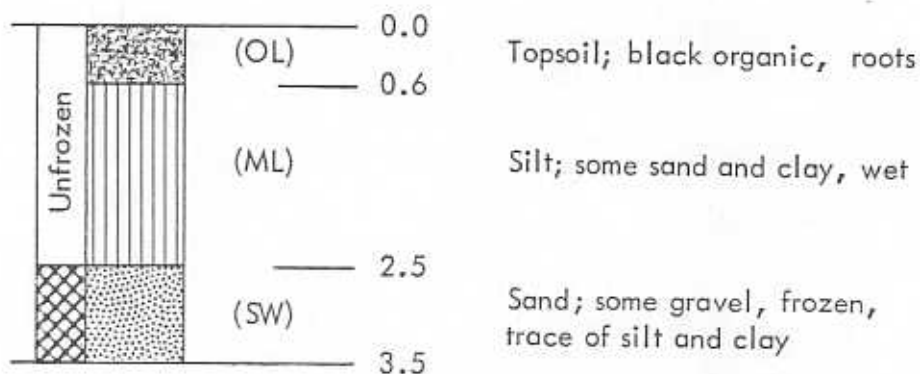 0.0
(OL)
Topsoil; black organic, roots
0.6
Unfrozen
(ML)
Silt; some sand and clay, wet
2.5
(SW)
Sand; some gravel, frozen,
trace of silt and clay
3.5